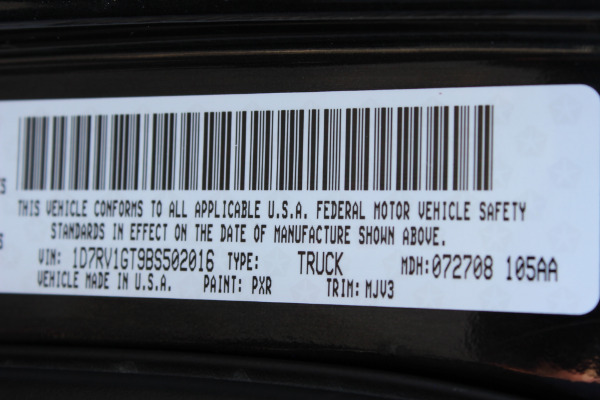 THIS VEHICLE CONFORMS TO ALL APPLICABLE U.S.A. FEDERAL MOTOR VEHICLE SAFETY
STANDARDS IN EFFECT ON THE DATE OF MANUFACTURE SHOWN ABOVE.
VIN: 1D7RV1GT9BS502016 TYPE: TRUCK MDH:072708 105AA
VEHICLE MADE IN U.S.A. PAINT: PXR TRIM: MJV3